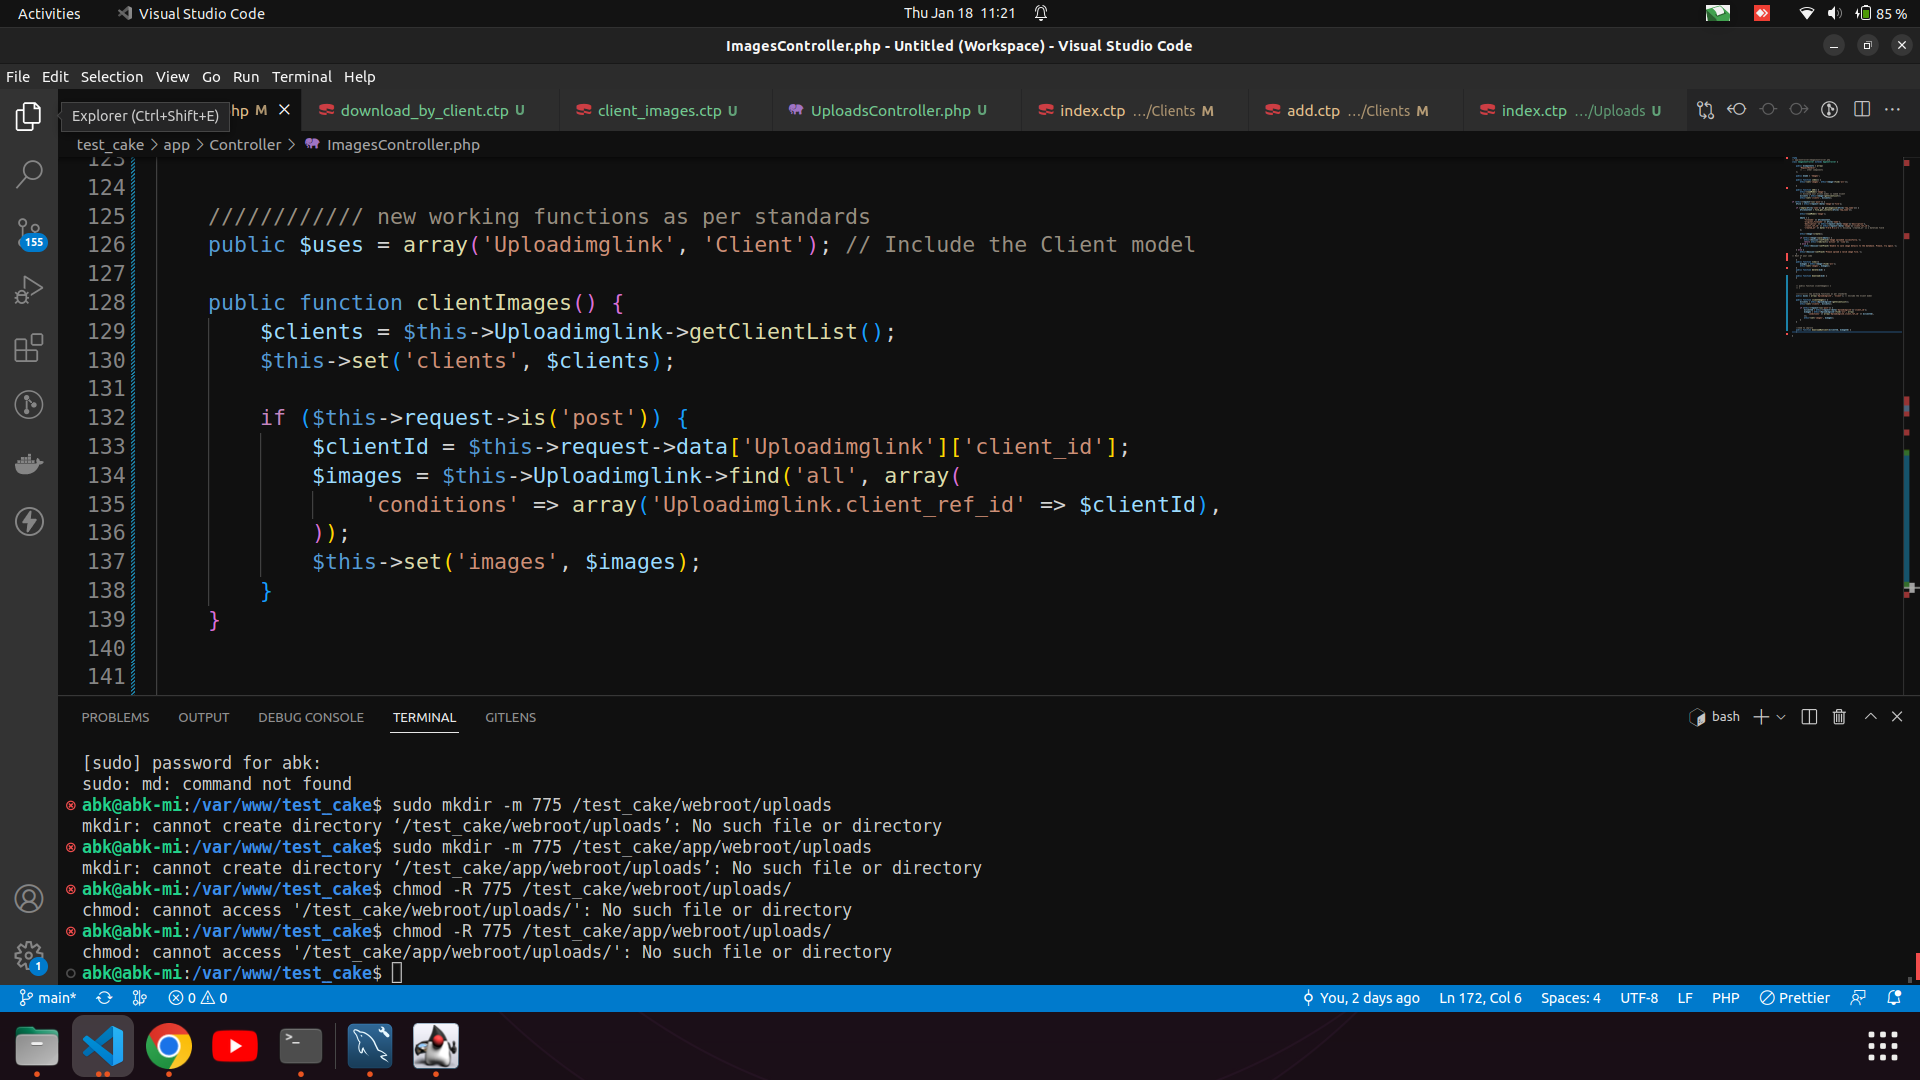 Activities
Visual Studio Code
Thu Jan 18 11:21
85 %
ImagesController.php - Untitled (Workspace) - Visual Studio Code
File Edit Selection View Go Run Terminal Help
Explorer (Ctrl+Shift+E)
hp M
download_by_client.ctp U
client_images.ctp U
UploadsController.php U
index.ctp .../Clients M
add.ctp .../Clients M
index.ctp .../Uploads U
test_cake > app > Controller > ImagesController.php
123
124
125 //////////// new working functions as per standards
126 public $uses = array('Uploadimglink', 'Client'); // Include the Client model
127
128 public function clientImages() {
129 $clients = $this->Uploadimglink->getClientList();
130 $this->set('clients', $clients);
131
132 if ($this->request->is('post')) {
133 $clientId = $this->request->data['Uploadimglink']['client_id'];
134 $images = $this->Uploadimglink->find('all', array(
135 'conditions' => array('Uploadimglink.client_ref_id' => $clientId),
136 ));
137 $this->set('images', $images);
138 }
139 }
140
141
155
PROBLEMS OUTPUT DEBUG CONSOLE TERMINAL GITLENS
bash
[sudo] password for abk:
sudo: md: command not found
abk@abk-mi:/var/www/test_cake$ sudo mkdir -m 775 /test_cake/webroot/uploads
mkdir: cannot create directory ‘/test_cake/webroot/uploads’: No such file or directory
abk@abk-mi:/var/www/test_cake$ sudo mkdir -m 775 /test_cake/app/webroot/uploads
mkdir: cannot create directory ‘/test_cake/app/webroot/uploads’: No such file or directory
abk@abk-mi:/var/www/test_cake$ chmod -R 775 /test_cake/webroot/uploads/
chmod: cannot access '/test_cake/webroot/uploads/': No such file or directory
abk@abk-mi:/var/www/test_cake$ chmod -R 775 /test_cake/app/webroot/uploads/
chmod: cannot access '/test_cake/app/webroot/uploads/': No such file or directory
abk@abk-mi:/var/www/test_cake$
1
main* 0 0
You, 2 days ago Ln 172, Col 6 Spaces: 4 UTF-8 LF PHP Prettier